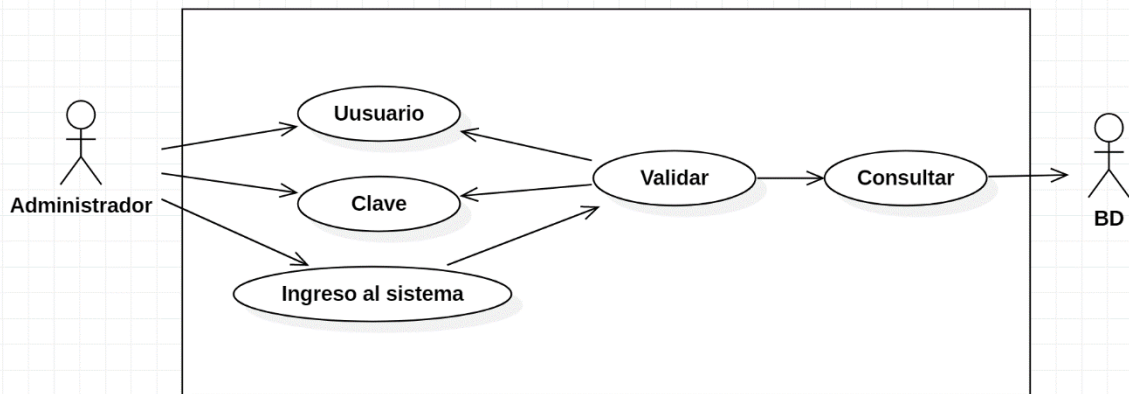 Uusuario
Validar
Consultar
Administrador
Clave
BD
Ingreso al sistema